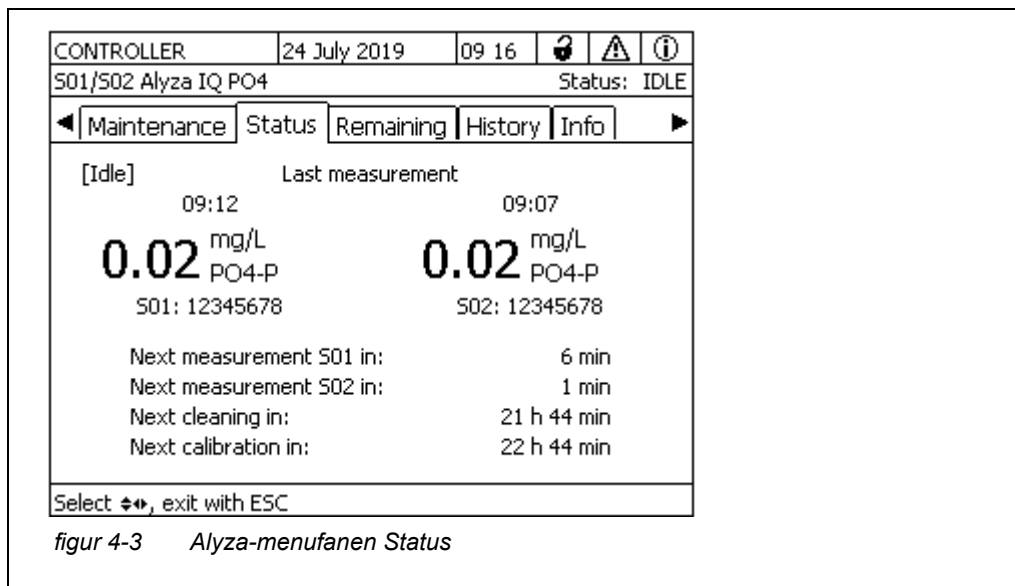 CONTROLLER 24 July 2019 09 16
S01/S02 Alyza IQ PO4 Status: IDLE
Maintenance Status Remaining History Info
[Idle] Last measurement
09:12 09:07
0.02 mg/L PO4-P 0.02 mg/L PO4-P
S01: 12345678 S02: 12345678
Next measurement S01 in: 6 min
Next measurement S02 in: 1 min
Next cleaning in: 21 h 44 min
Next calibration in: 22 h 44 min
Select , exit with ESC
figur 4-3 Alyza-menufanen Status